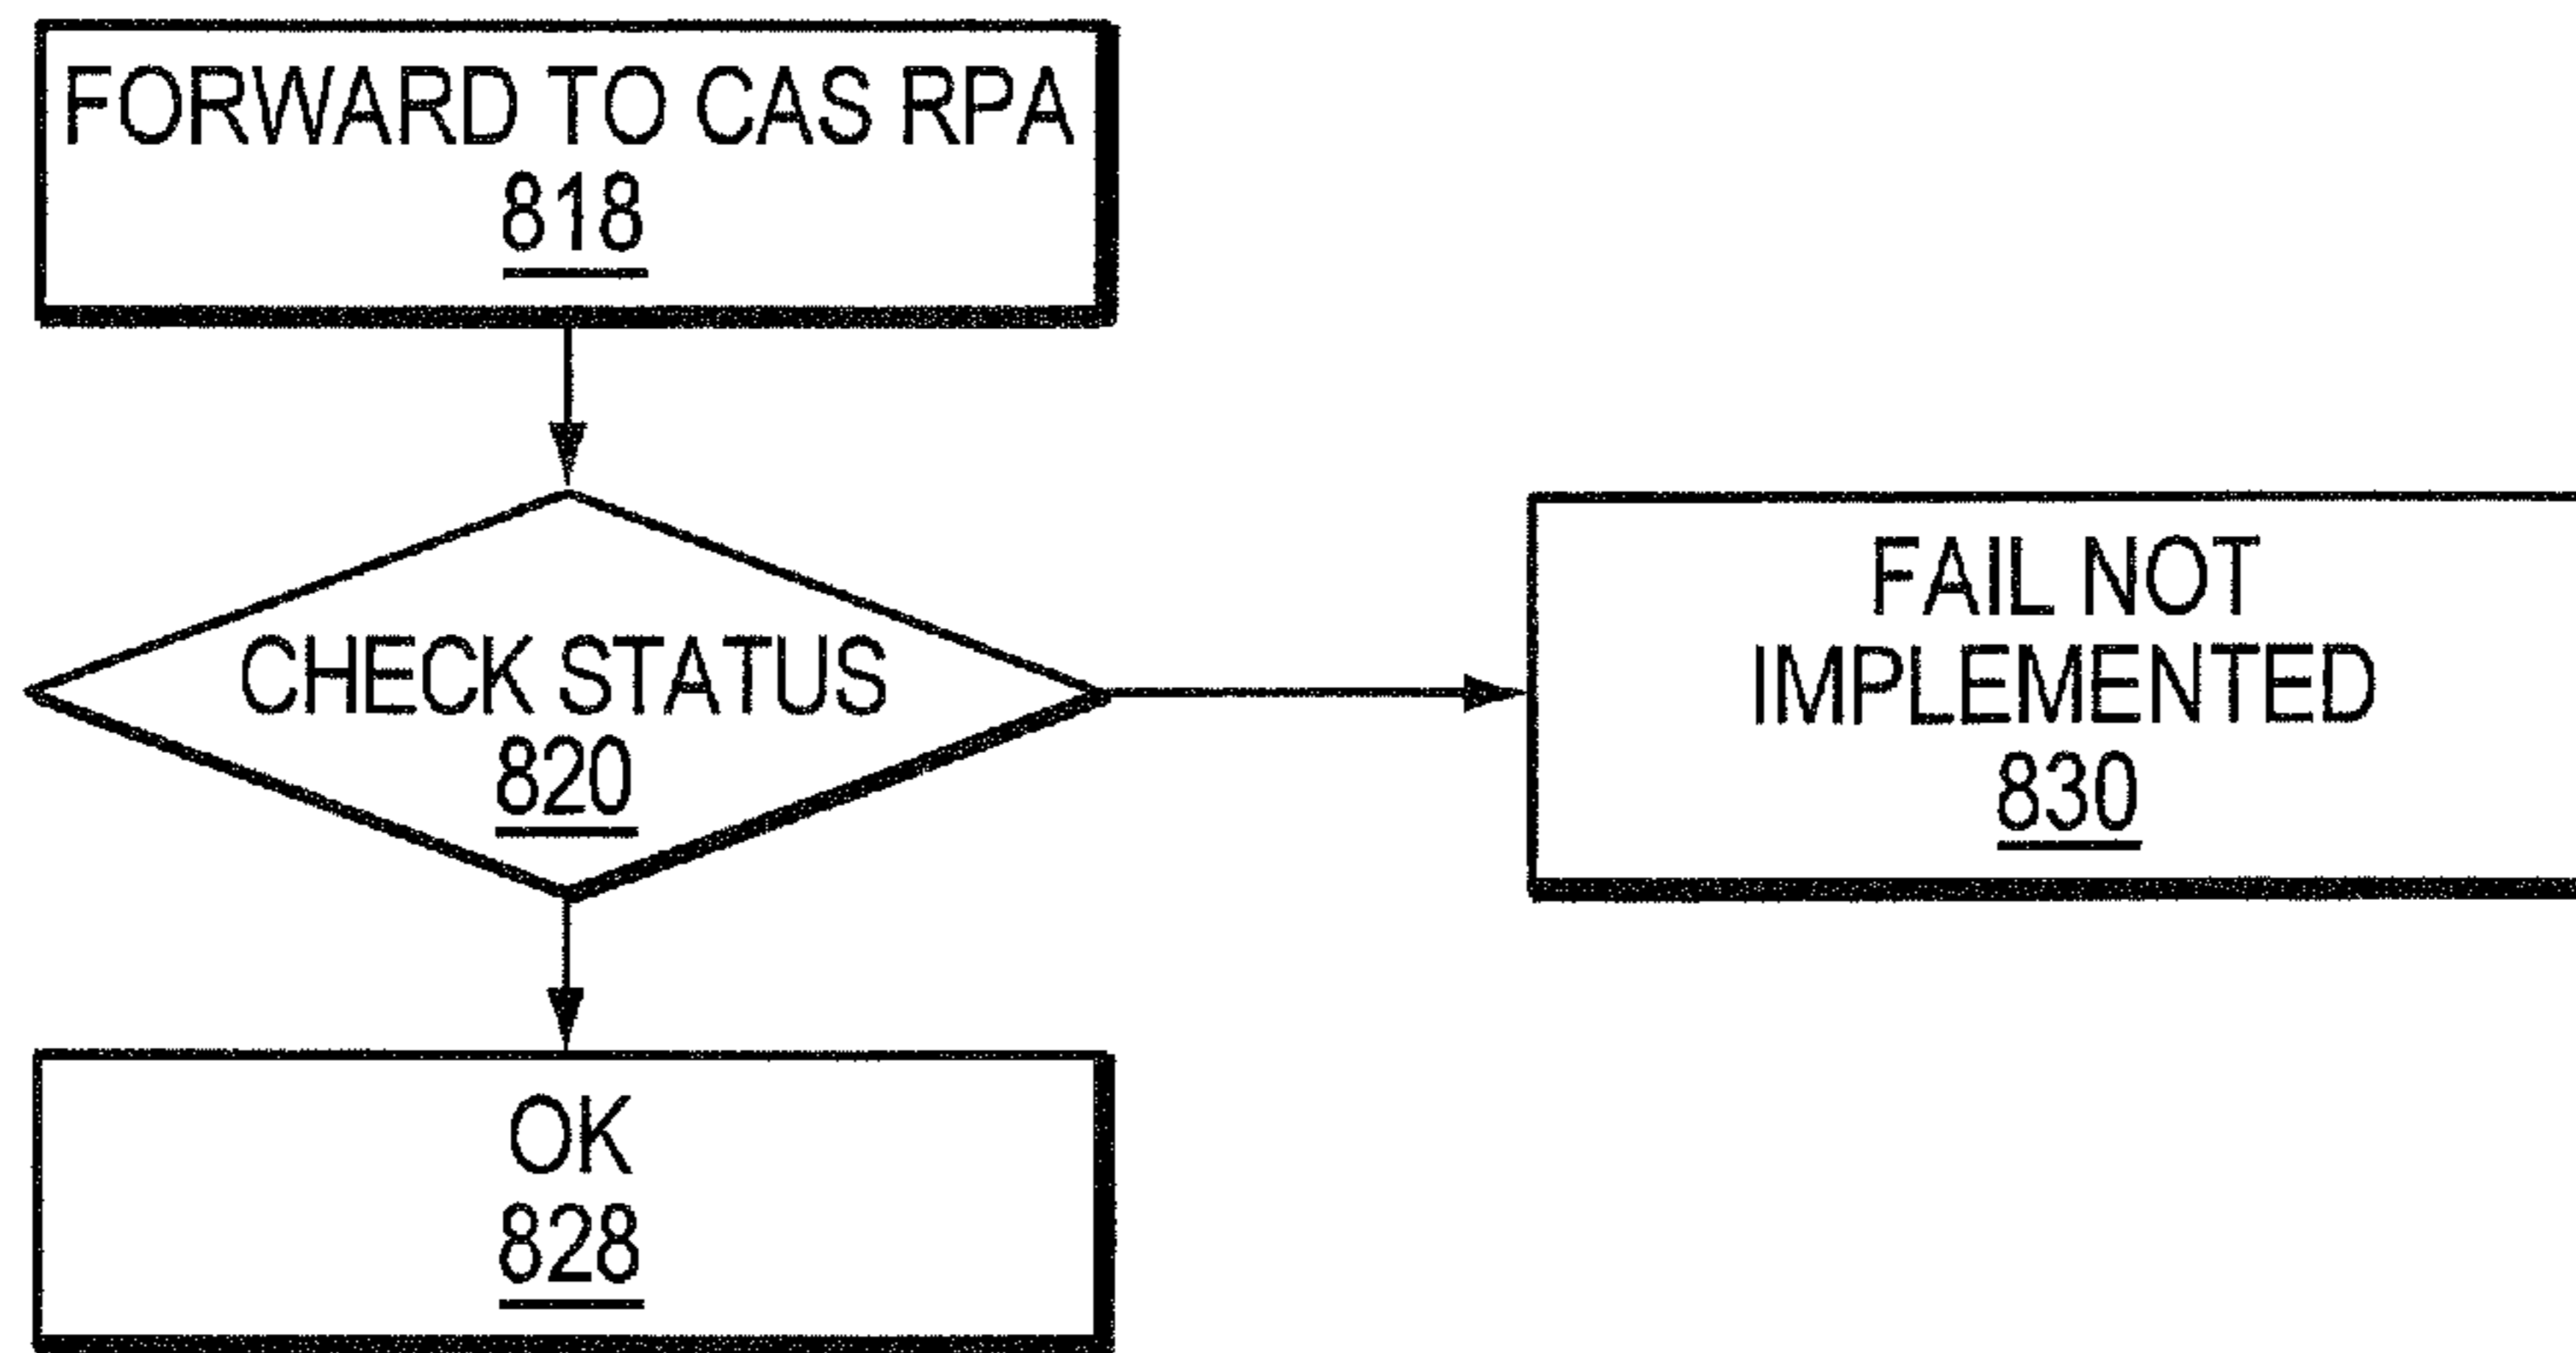 FORWARD TO CAS RPA
818
CHECK STATUS
820
FAIL NOT
IMPLEMENTED
830
OK
828